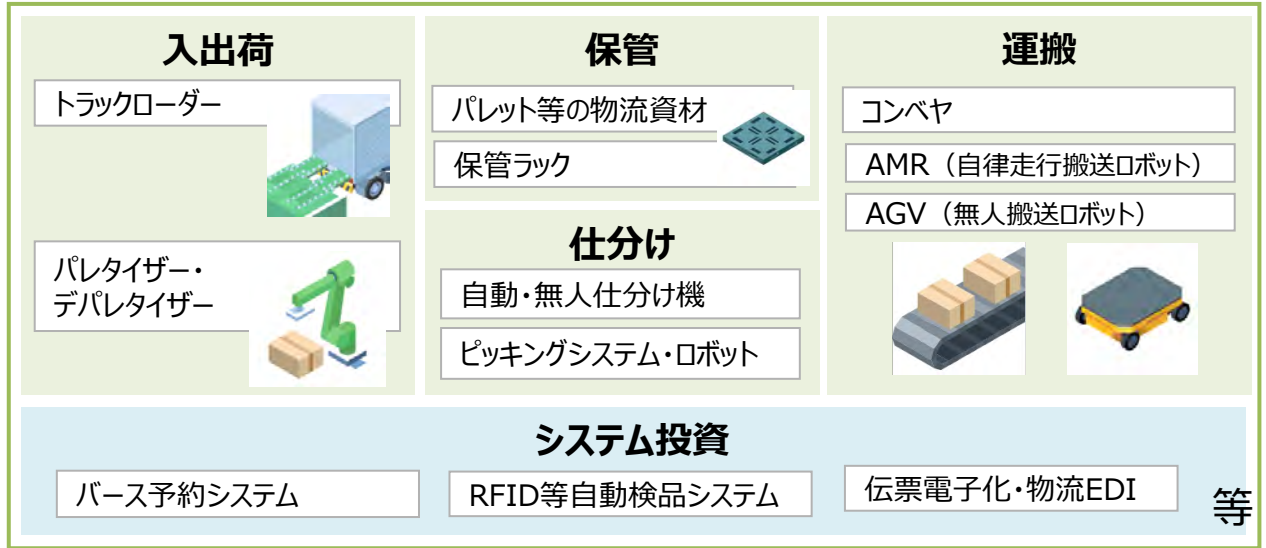 入出荷
トラックローダー
パレタイザー・
デパレタイザー
保管
パレット等の物流資材
保管ラック
仕分け
自動・無人仕分け機
ピッキングシステム・ロボット
運搬
コンベヤ
AMR（自律走行搬送ロボット）
AGV（無人搬送ロボット）
システム投資
バース予約システム
RFID等自動検品システム
伝票電子化・物流EDI
等